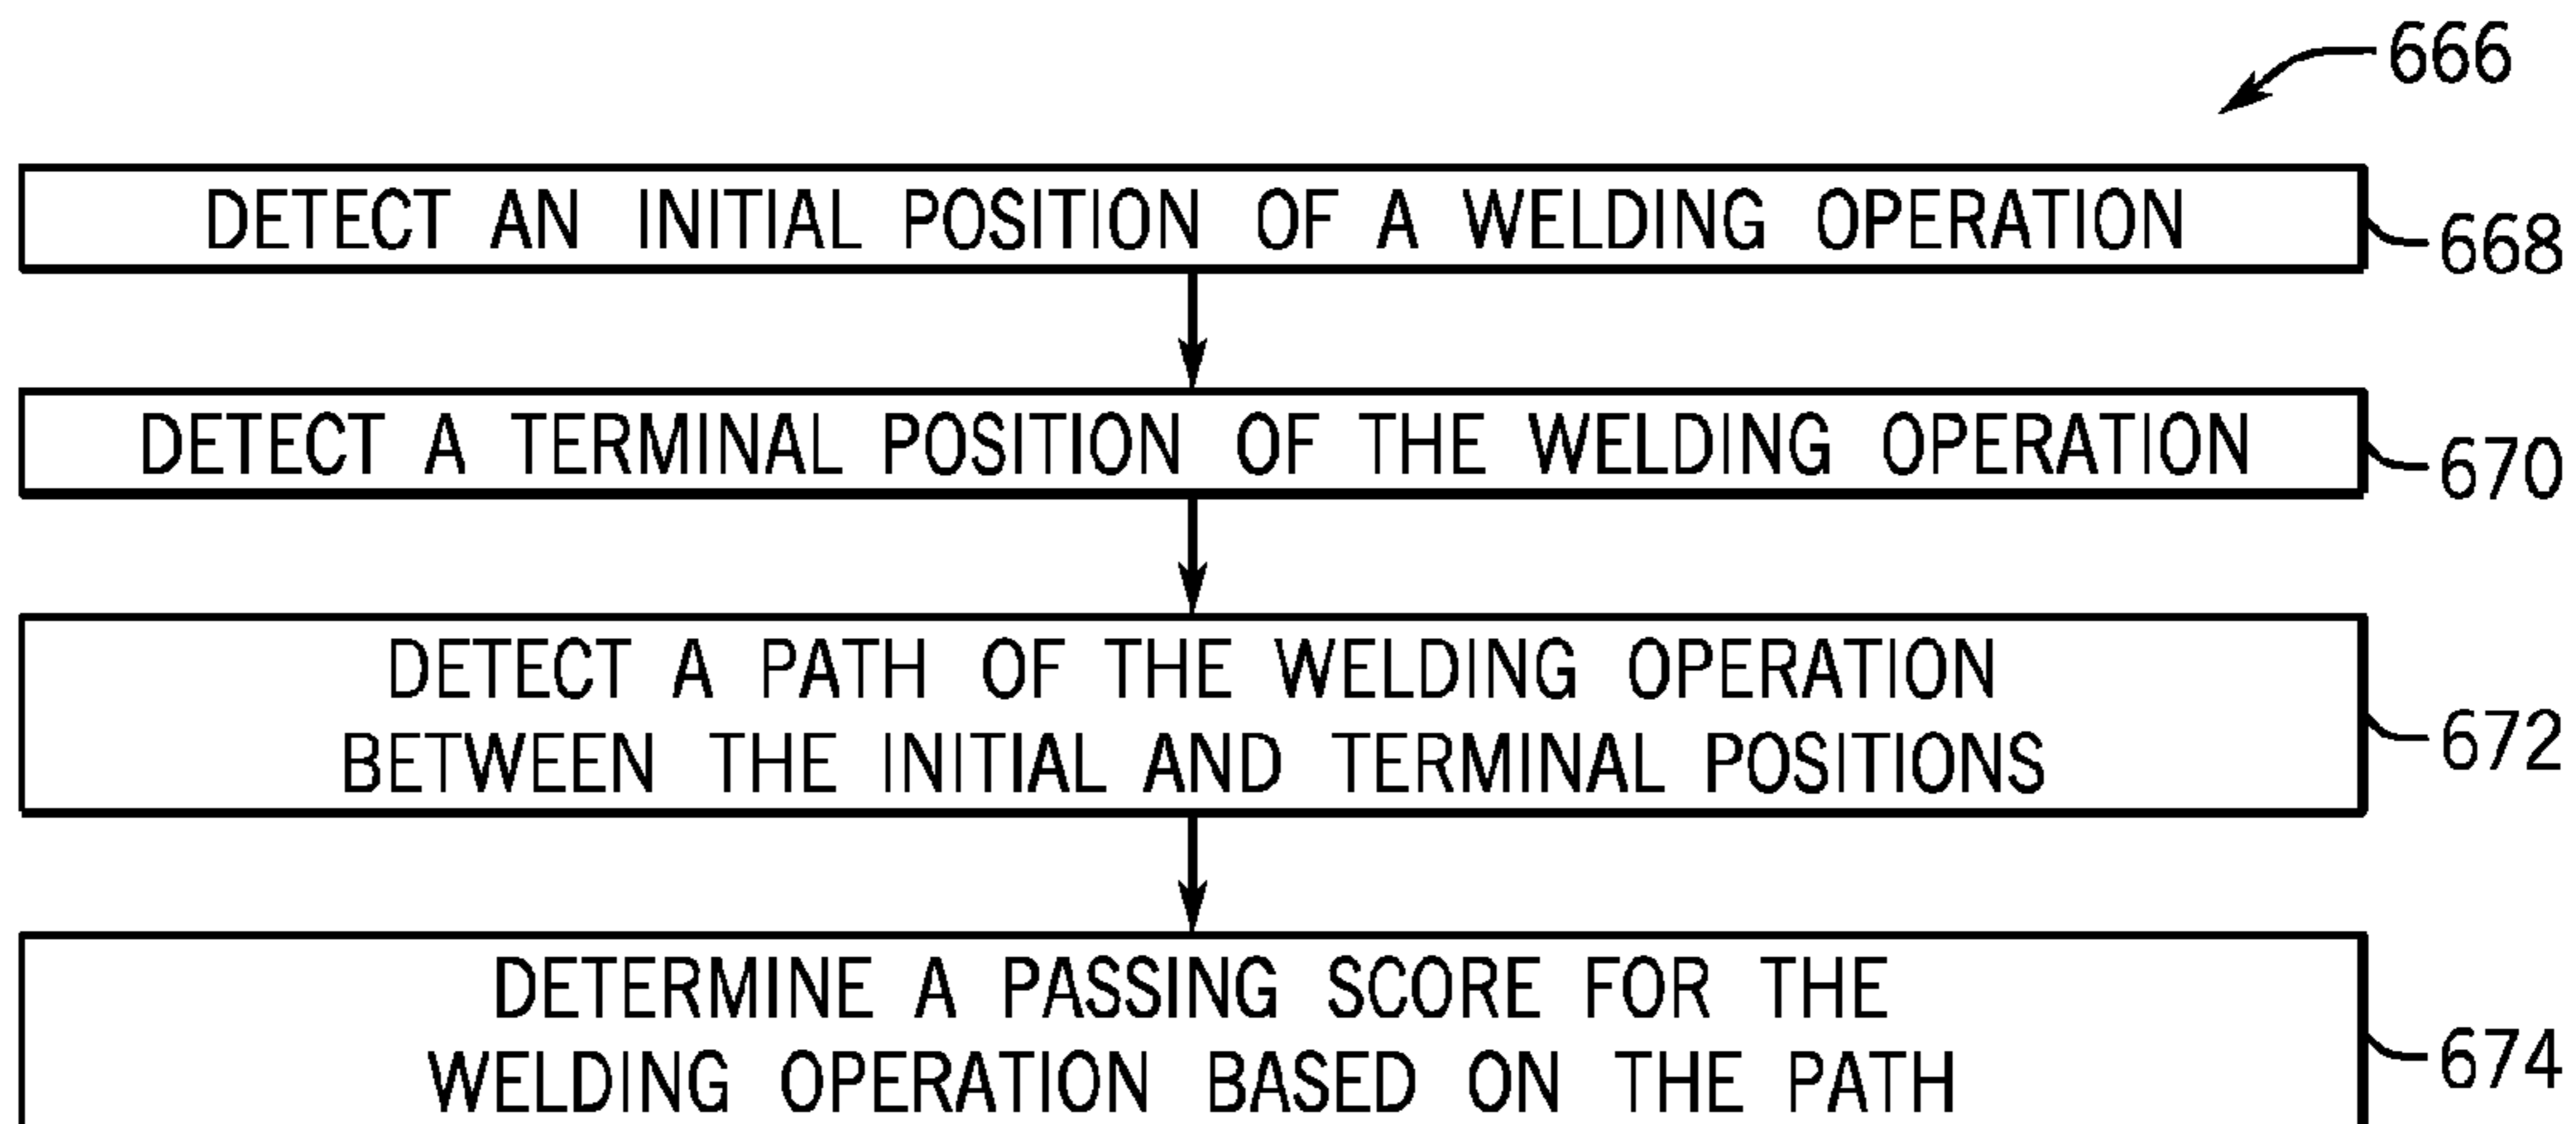 666
DETECT AN INITIAL POSITION OF A WELDING OPERATION
668
DETECT A TERMINAL POSITION OF THE WELDING OPERATION
670
DETECT A PATH OF THE WELDING OPERATION
BETWEEN THE INITIAL AND TERMINAL POSITIONS
672
DETERMINE A PASSING SCORE FOR THE
WELDING OPERATION BASED ON THE PATH
674